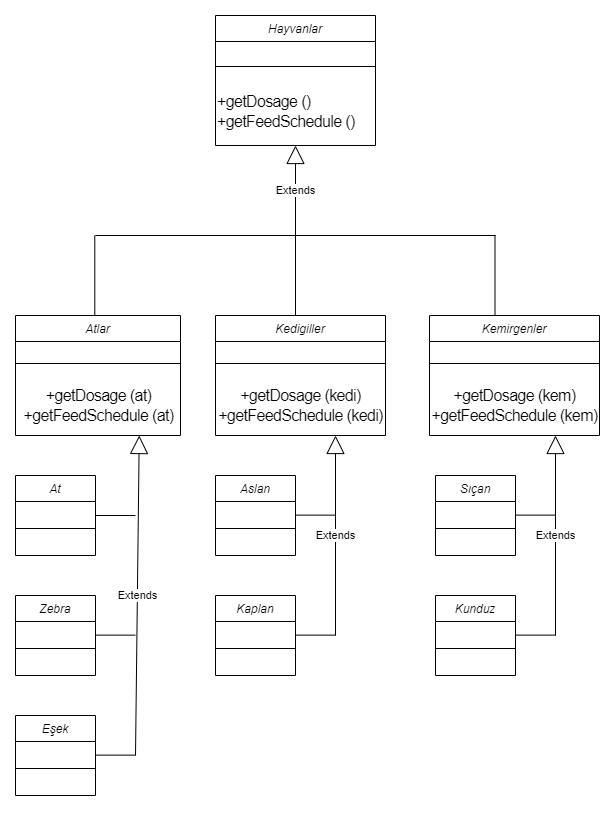 Hayvanlar
+getDosage ()
+getFeedSchedule ()
Extends
Atlar
+getDosage (at)
+getFeedSchedule (at)
Kedigiller
+getDosage (kedi)
+getFeedSchedule (kedi)
Kemirgenler
+getDosage (kem)
+getFeedSchedule (kem)
At
Zebra
Eşek
Extends
Aslan
Kaplan
Extends
Sıçan
Kunduz
Extends